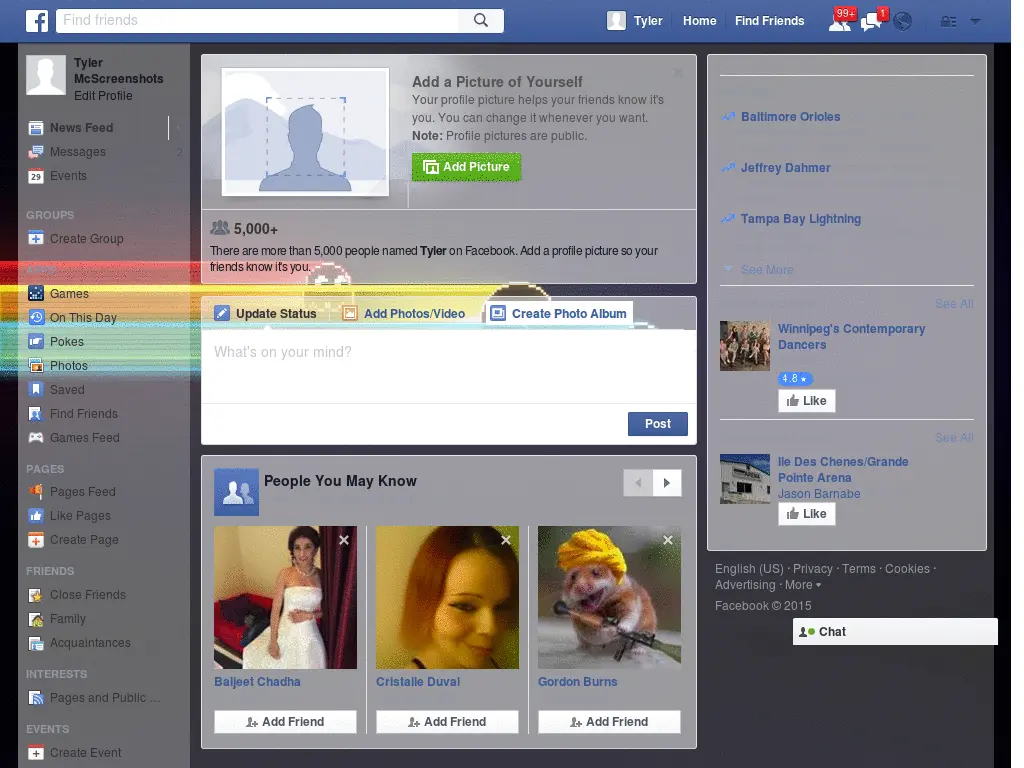 f
Find friends
Tyler
Home
Find Friends
99+
1
Tyler
McScreenshots
Edit Profile
News Feed
Messages
2
29
Events
GROUPS
Create Group
Games
On This Day
Pokes
Photos
Saved
Find Friends
Games Feed
PAGES
Pages Feed
Like Pages
Create Page
FRIENDS
Close Friends
Family
Acquaintances
INTERESTS
Pages and Public ...
EVENTS
Create Event
Add a Picture of Yourself
Your profile picture helps your friends know it's
you. You can change it whenever you want.
Note: Profile pictures are public.
Add Picture
5,000+
There are more than 5,000 people named Tyler on Facebook. Add a profile picture so your
friends know it's you.
Update Status
Add Photos/Video
Create Photo Album
What's on your mind?
Post
People You May Know
Baljeet Chadha
Cristalle Duval
Gordon Burns
Add Friend
Add Friend
Add Friend
Baltimore Orioles
Jeffrey Dahmer
Tampa Bay Lightning
See More
See All
Winnipeg's Contemporary
Dancers
4.8 ★
Like
See All
Ile Des Chenes/Grande
Pointe Arena
Jason Barnabe
Like
English (US) · Privacy · Terms · Cookies ·
Advertising · More
Facebook © 2015
Chat